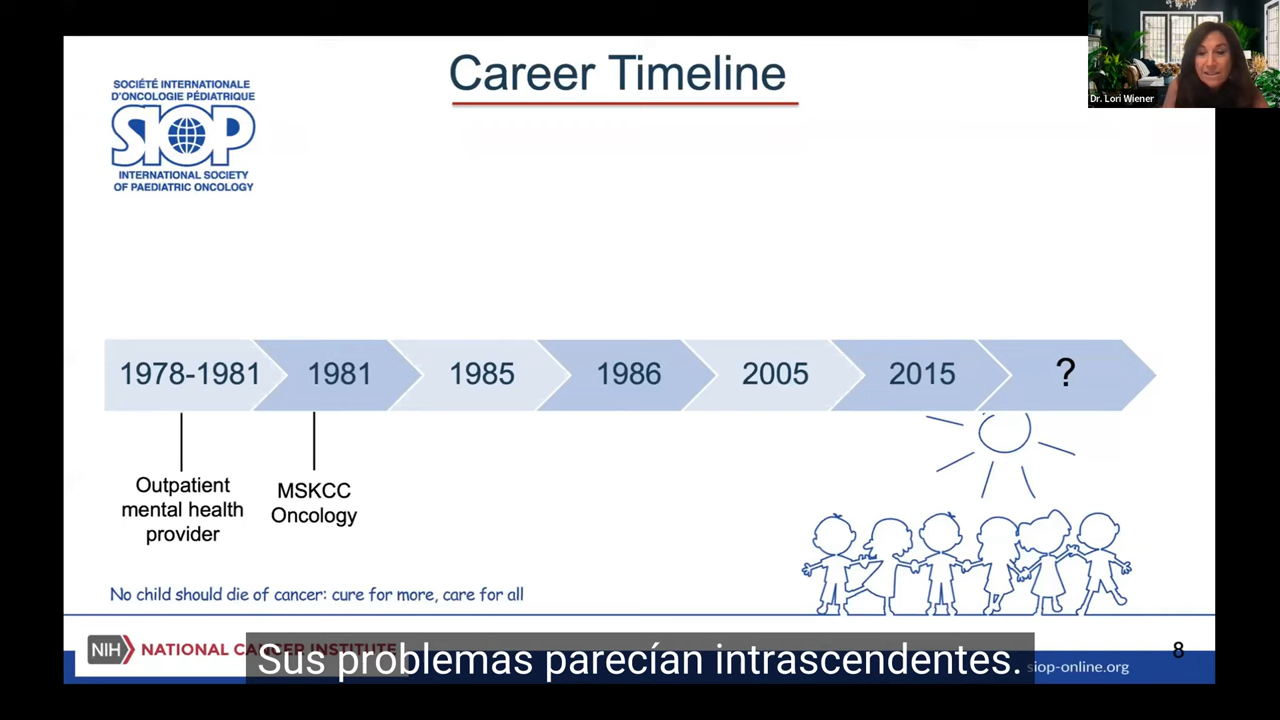 Career Timeline
SOCIÉTÉ INTERNATIONALE
D'ONCOLOGIE PÉDIATRIQUE
SIOP
INTERNATIONAL SOCIETY
OF PAEDIATRIC ONCOLOGY
Dr. Lori Wiener
1978-1981 1981 1985 1986 2005 2015 ?
Outpatient
mental health
provider
MSKCC
Oncology
No child should die of cancer: cure for more, care for all
NIH NATIONAL CANCER INSTITUTE
8
siop-online.org
Sus problemas parecían intrascendentes.